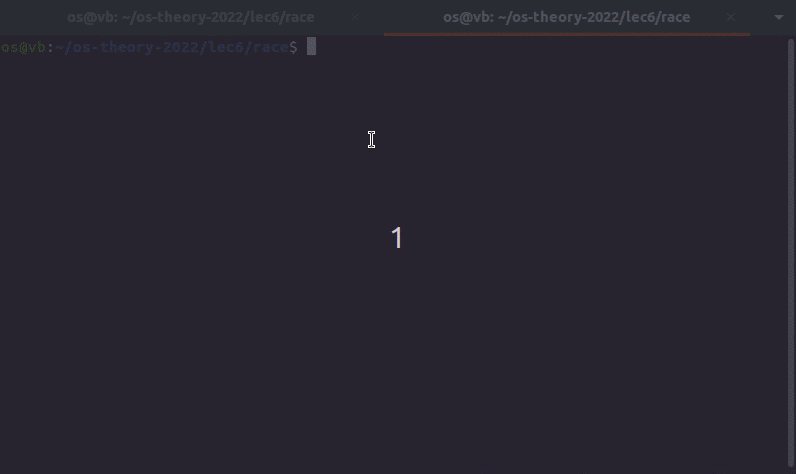 os@vb: ~/os-theory-2022/lec6/race × os@vb: ~/os-theory-2022/lec6/race ×
os@vb:~/os-theory-2022/lec6/race$
1